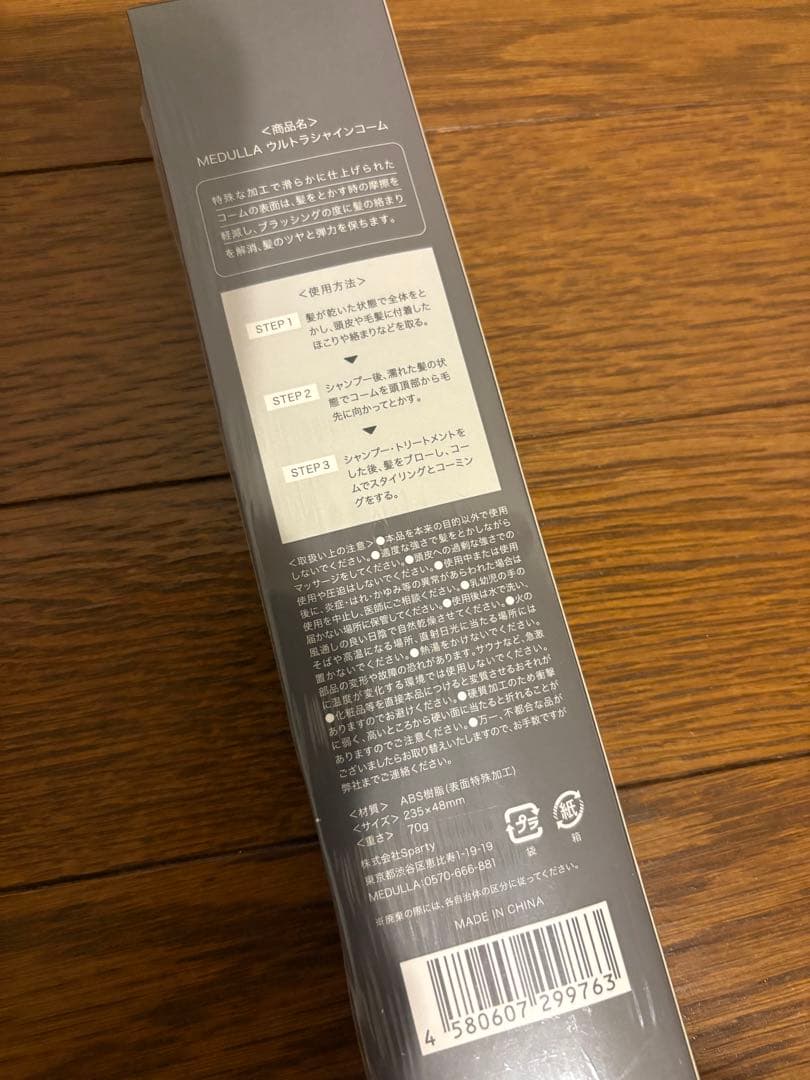 <商品名>
MEDULLA ウルトラシャインコーム
特殊な加工で滑らかに仕上げられた
コームの表面は、髪をとかす時の摩擦を
軽減し、ブラッシングの度に髪の絡まり
を解消、髪のツヤと弾力を保ちます。
<使用方法>
STEP 1
髪が乾いた状態で全体をと
かし、頭皮や毛髪に付着した
ほこりや絡まりなどを取る。
STEP 2
シャンプー後、濡れた髪の状
態でコームを頭頂部から毛
先に向かってとかす。
STEP 3
シャンプー・トリートメントを
した後、髪をブローし、コー
ムでスタイリングとコーミン
グをする。
<取扱い上の注意>●本品を本来の目的以外で使用
しないでください。●適度な強さで髪をとかしながら
マッサージをしてください。●頭皮への過剰な強さでの
使用や圧迫はしないでください。●使用中または使用
後に、炎症・はれ・かゆみ等の異常があらわれた場合は
使用を中止し、医師にご相談ください。●乳幼児の手の
届かない場所に保管してください。●使用後は水で洗い、
風通しの良い日陰で自然乾燥させてください。●火の
そばや高温になる場所、直射日光に当たる場所には
置かないでください。●熱湯をかけないでください。
部品の変形や故障の恐れがあります。サウナなど、急激
に温度が変化する環境では使用しないでください。
●化粧品等を直接本品につけると変質させるおそれが
ありますのでお避けください。●硬質加工のため衝撃
に弱く、高いところから硬い面に当たると折れることが
ありますのでご注意ください。●万一、不都合な品が
ございましたらお取り替えいたしますので、お手数ですが
弊社までご連絡ください。
<材質> ABS樹脂(表面特殊加工)
<サイズ> 235×48mm
<重さ> 70g
株式会社Sparty
東京都渋谷区恵比寿1-19-19
MEDULLA:0570-666-881
プラ
袋
紙
箱
※廃棄の際には、各自治体の区分に従ってください。
MADE IN CHINA
4 580607 299763